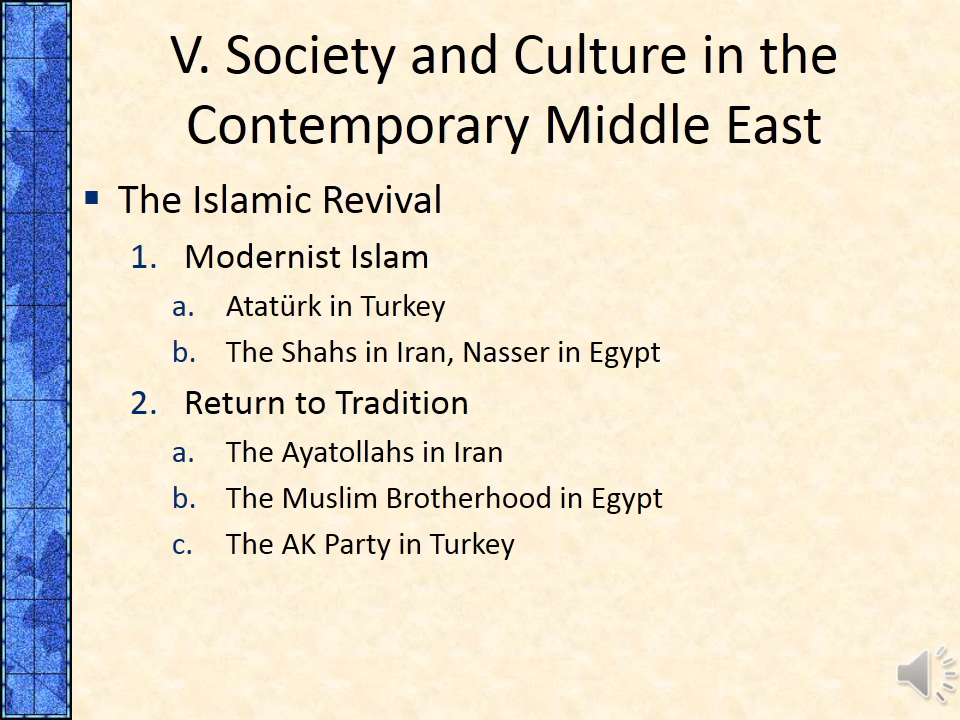 V. Society and Culture in the
Contemporary Middle East
▪ The Islamic Revival
1. Modernist Islam
a. Atatürk in Turkey
b. The Shahs in Iran, Nasser in Egypt
2. Return to Tradition
a. The Ayatollahs in Iran
b. The Muslim Brotherhood in Egypt
c. The AK Party in Turkey